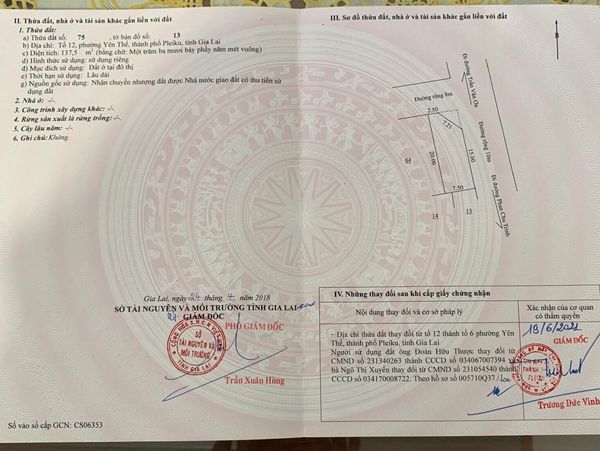 II. Thửa đất, nhà ở và tài sản khác gắn liền với đất
1. Thửa đất:
a) Thửa đất số: 75 , tờ bản đồ số: 13
b) Địa chỉ: Tổ 12, phường Yên Thế, thành phố Pleiku, tỉnh Gia Lai
c) Diện tích: 137,5 m² (bằng chữ: Một trăm ba mươi bảy phẩy năm mét vuông)
d) Hình thức sử dụng: sử dụng riêng
đ) Mục đích sử dụng: Đất ở tại đô thị
e) Thời hạn sử dụng: Lâu dài
g) Nguồn gốc sử dụng: Nhận chuyển nhượng đất được Nhà nước giao đất có thu tiền sử
dụng đất
2. Nhà ở: -/-
3. Công trình xây dựng khác: -/-
4. Rừng sản xuất là rừng trồng: -/-
5. Cây lâu năm: -/-
6. Ghi chú: Không.
Gia Lai, ngày 24 tháng 4 năm 2018
SỞ TÀI NGUYÊN VÀ MÔI TRƯỜNG TỈNH GIA LAI
GIÁM ĐỐC
PHÓ GIÁM ĐỐC
SỞ
TÀI NGUYÊN VÀ
MÔI TRƯỜNG
TỈNH GIA LAI
Trần Xuân Hùng
Số vào sổ cấp GCN: CS06353
III. Sơ đồ thửa đất, nhà ở và tài sản khác gắn liền với đất
Đi đường Trần Văn Ơn
Đường rộng 8m
2.50
7.21
Đường rộng 10m
64
20.00
15.00
7.50
14
15
Đi đường Phan Chu Trinh
IV. Những thay đổi sau khi cấp giấy chứng nhận
Nội dung thay đổi và cơ sở pháp lý
Xác nhận của cơ quan
có thẩm quyền
- Địa chỉ thửa đất thay đổi từ tổ 12 thành tổ 6 phường Yên
Thế, thành phố Pleiku, tỉnh Gia Lai.
Người sử dụng đất ông Đoàn Hữu Thược thay đổi từ
CMND số 231340263 thành CCCD số 034067007394 và
bà Ngô Thị Xuyến thay đổi từ CMND số 231054540 thành
CCCD số 034170008722. Theo hồ sơ số 005710Q37./
GIÁM ĐỐC
Trương Đức Vinh